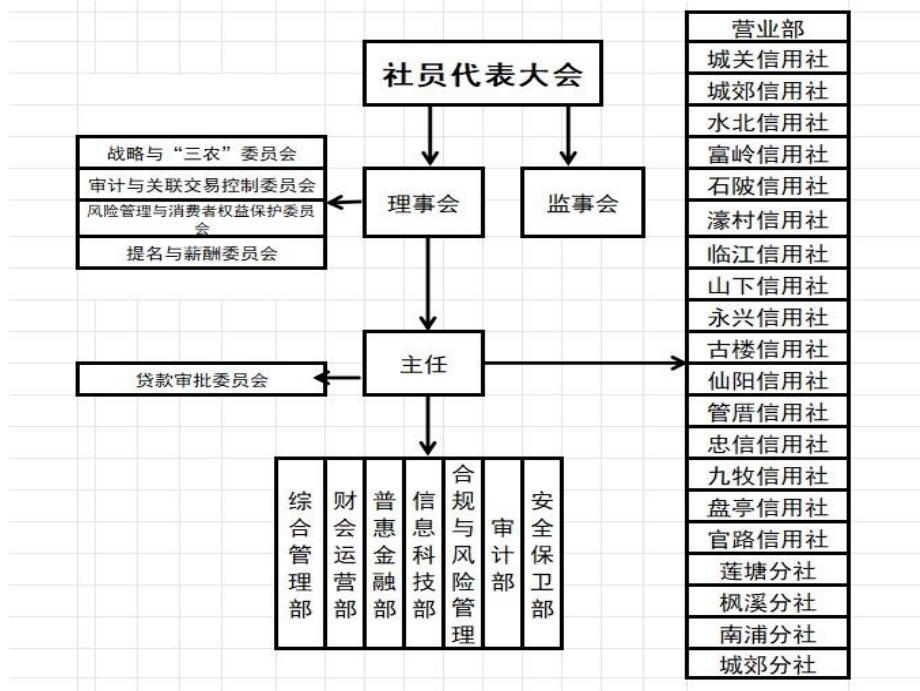 社员代表大会
战略与“三农”委员会
审计与关联交易控制委员会
风险管理与消费者权益保护委员
会
提名与薪酬委员会
理事会
监事会
主任
贷款审批委员会
综合管理部
财会运营部
普惠金融部
信息科技部
合规与风险管理
审计部
安全保卫部
营业部
城关信用社
城郊信用社
水北信用社
富岭信用社
石陂信用社
濠村信用社
临江信用社
山下信用社
永兴信用社
古楼信用社
仙阳信用社
管厝信用社
忠信信用社
九牧信用社
盘亭信用社
官路信用社
莲塘分社
枫溪分社
南浦分社
城郊分社